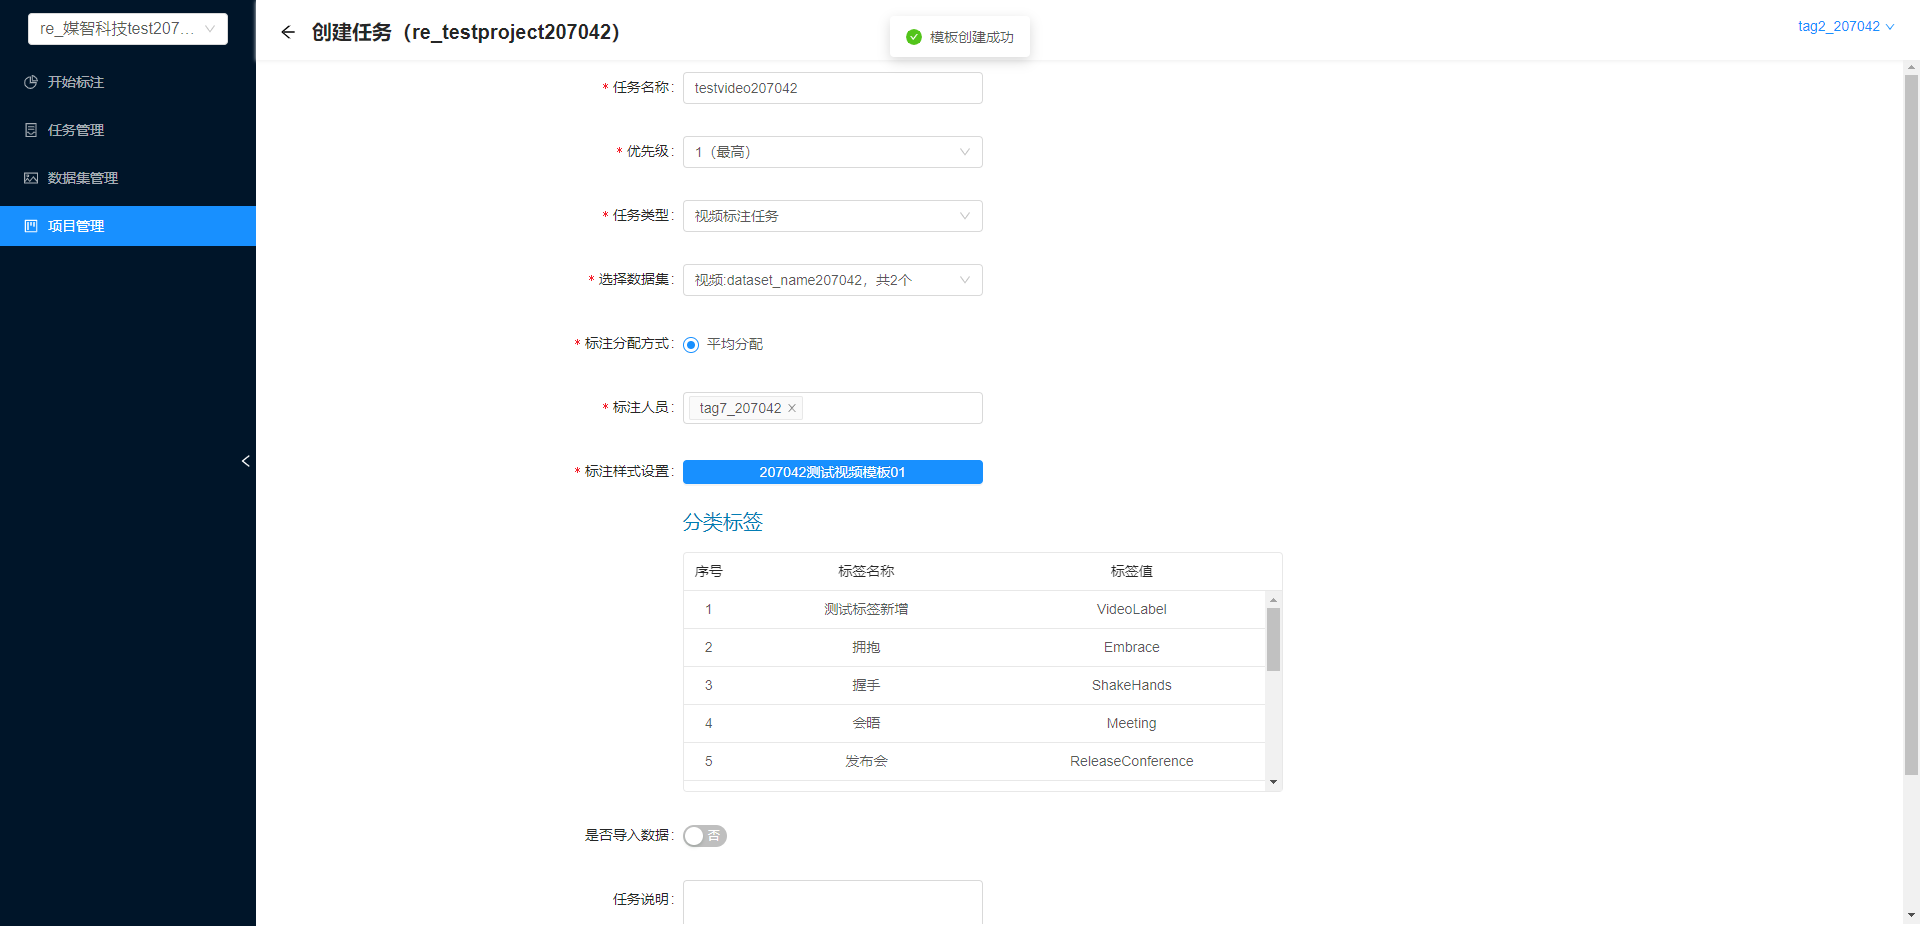 re_媒智科技test207...
开始标注
任务管理
数据集管理
项目管理
创建任务（re_testproject207042）
模板创建成功
tag2_207042
* 任务名称:
testvideo207042
* 优先级:
1（最高）
* 任务类型:
视频标注任务
* 选择数据集:
视频:dataset_name207042，共2个
* 标注分配方式:
平均分配
* 标注人员:
tag7_207042
* 标注样式设置:
207042测试视频模板01
分类标签
序号 标签名称 标签值
1 测试标签新增 VideoLabel
2 拥抱 Embrace
3 握手 ShakeHands
4 会晤 Meeting
5 发布会 ReleaseConference
是否导入数据:
否
任务说明: